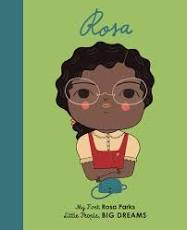 Rosa
My First Rosa Parks
Little People, BIG DREAMS